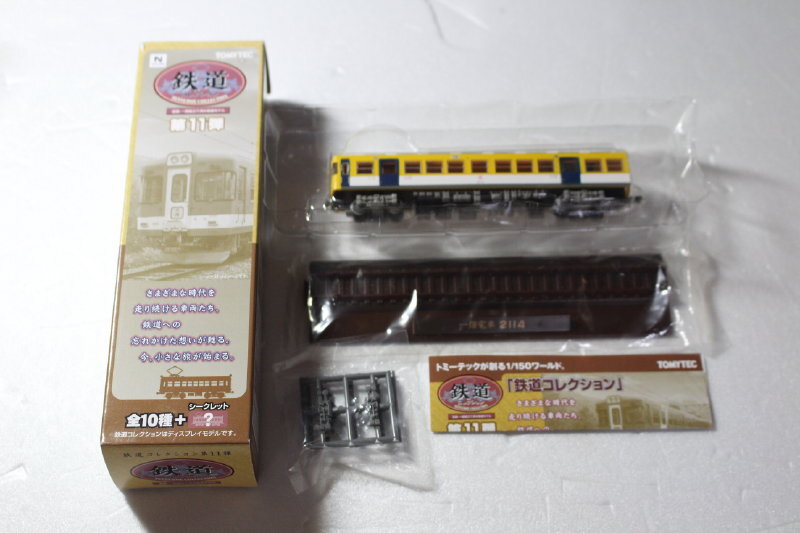 TOMYTEC
N
鉄道
第11弾
さまざまな時代を
走り続ける車両たち。
鉄道への
忘れかけた想いが甦る。
今、小さな旅が始まる。
全10種+
シークレット
?
※鉄道コレクションはディスプレイモデルです。
鉄道コレクション第11弾
鉄道
2114
トミーテックが創る1/150ワールド。
TOMYTEC
鉄道
「鉄道コレクション」
さまざまな時代を
走り続ける車両たち。
鉄道への
第11弾